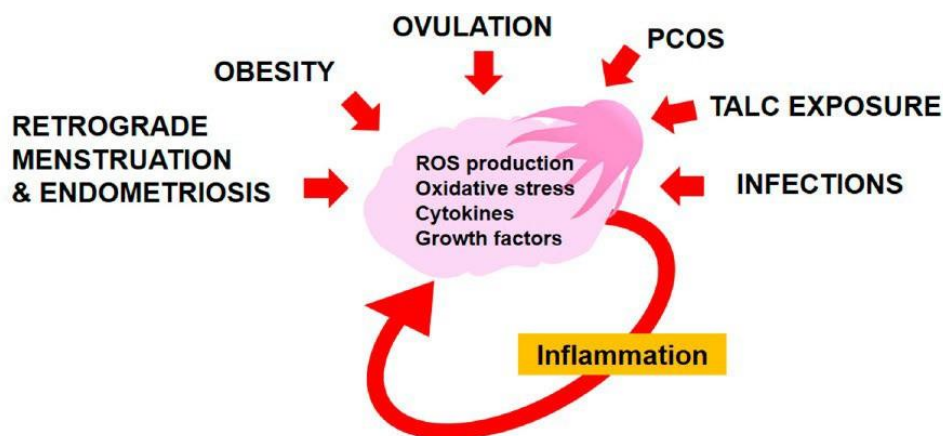 OVULATION
PCOS
OBESITY
TALC EXPOSURE
RETROGRADE
MENSTRUATION
& ENDOMETRIOSIS
INFECTIONS
ROS production
Oxidative stress
Cytokines
Growth factors
Inflammation